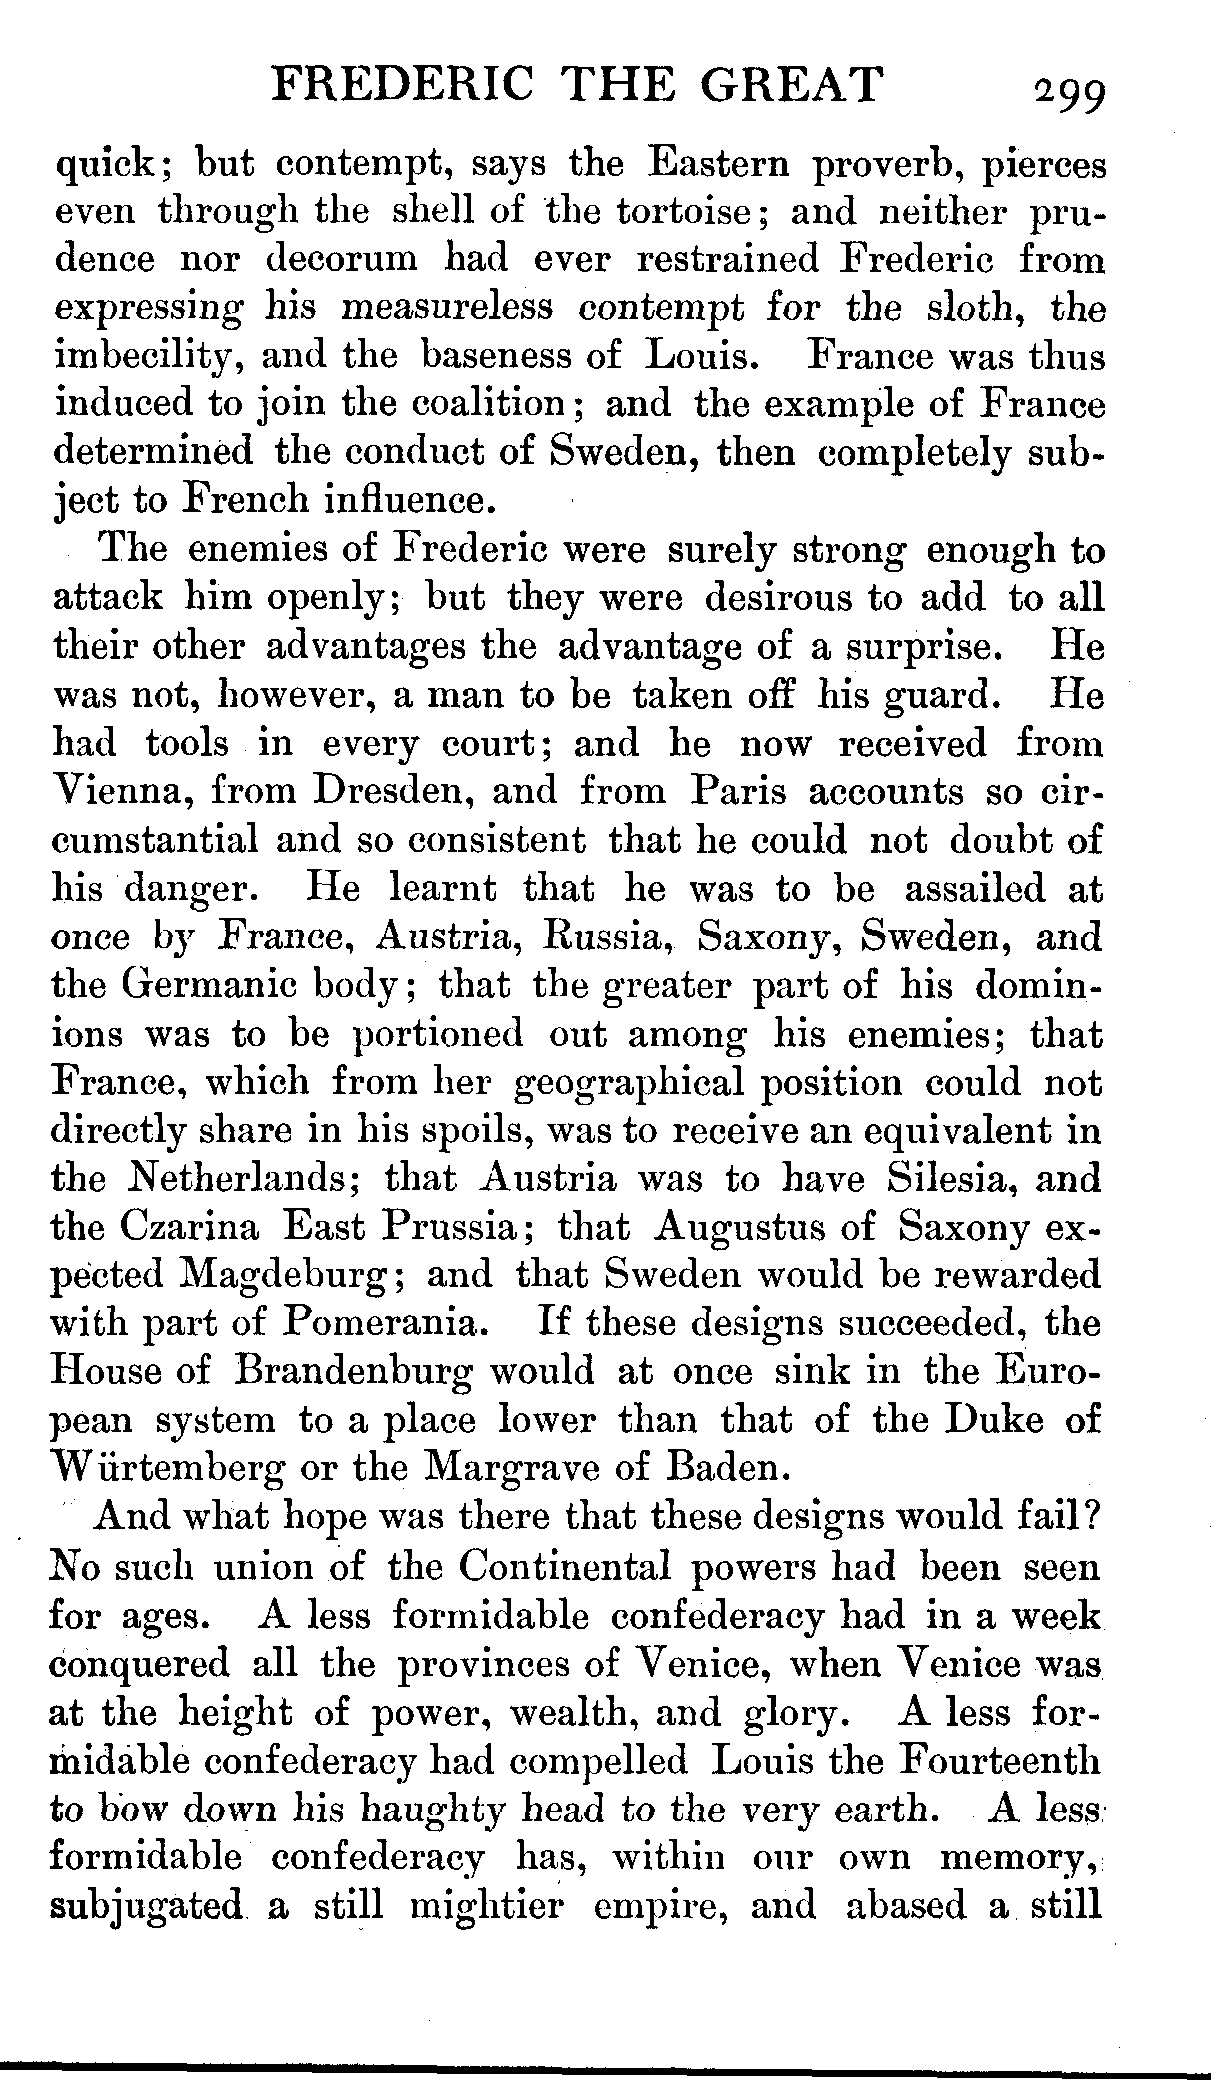 FREDERIC THE GREAT 299
quick; but contempt, says the Eastern proverb, pierces
even through the shell of the tortoise; and neither pru-
dence nor decorum had ever restrained Frederic from
expressing his measureless contempt for the sloth, the
imbecility, and the baseness of Louis. France was thus
induced to join the coalition; and the example of France
determined the conduct of Sweden, then completely sub-
ject to French influence.
The enemies of Frederic were surely strong enough to
attack him openly; but they were desirous to add to all
their other advantages the advantage of a surprise. He
was not, however, a man to be taken off his guard. He
had tools in every court; and he now received from
Vienna, from Dresden, and from Paris accounts so cir-
cumstantial and so consistent that he could not doubt of
his danger. He learnt that he was to be assailed at
once by France, Austria, Russia, Saxony, Sweden, and
the Germanic body; that the greater part of his domin-
ions was to be portioned out among his enemies; that
France, which from her geographical position could not
directly share in his spoils, was to receive an equivalent in
the Netherlands; that Austria was to have Silesia, and
the Czarina East Prussia; that Augustus of Saxony ex-
pected Magdeburg; and that Sweden would be rewarded
with part of Pomerania. If these designs succeeded, the
House of Brandenburg would at once sink in the Euro-
pean system to a place lower than that of the Duke of
Würtemberg or the Margrave of Baden.
And what hope was there that these designs would fail?
No such union of the Continental powers had been seen
for ages. A less formidable confederacy had in a week
conquered all the provinces of Venice, when Venice was
at the height of power, wealth, and glory. A less for-
midable confederacy had compelled Louis the Fourteenth
to bow down his haughty head to the very earth. A less
formidable confederacy has, within our own memory,
subjugated a still mightier empire, and abased a still